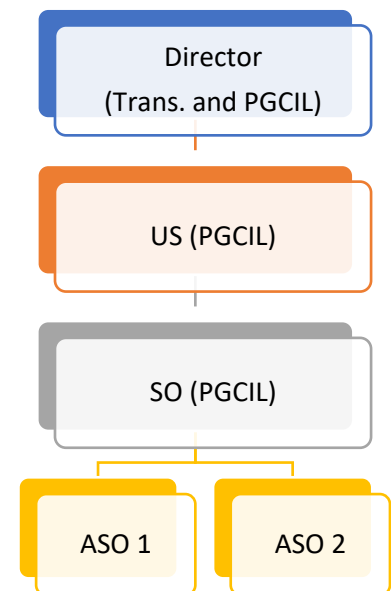 Director
(Trans. and PGCIL)
US (PGCIL)
SO (PGCIL)
ASO 1
ASO 2